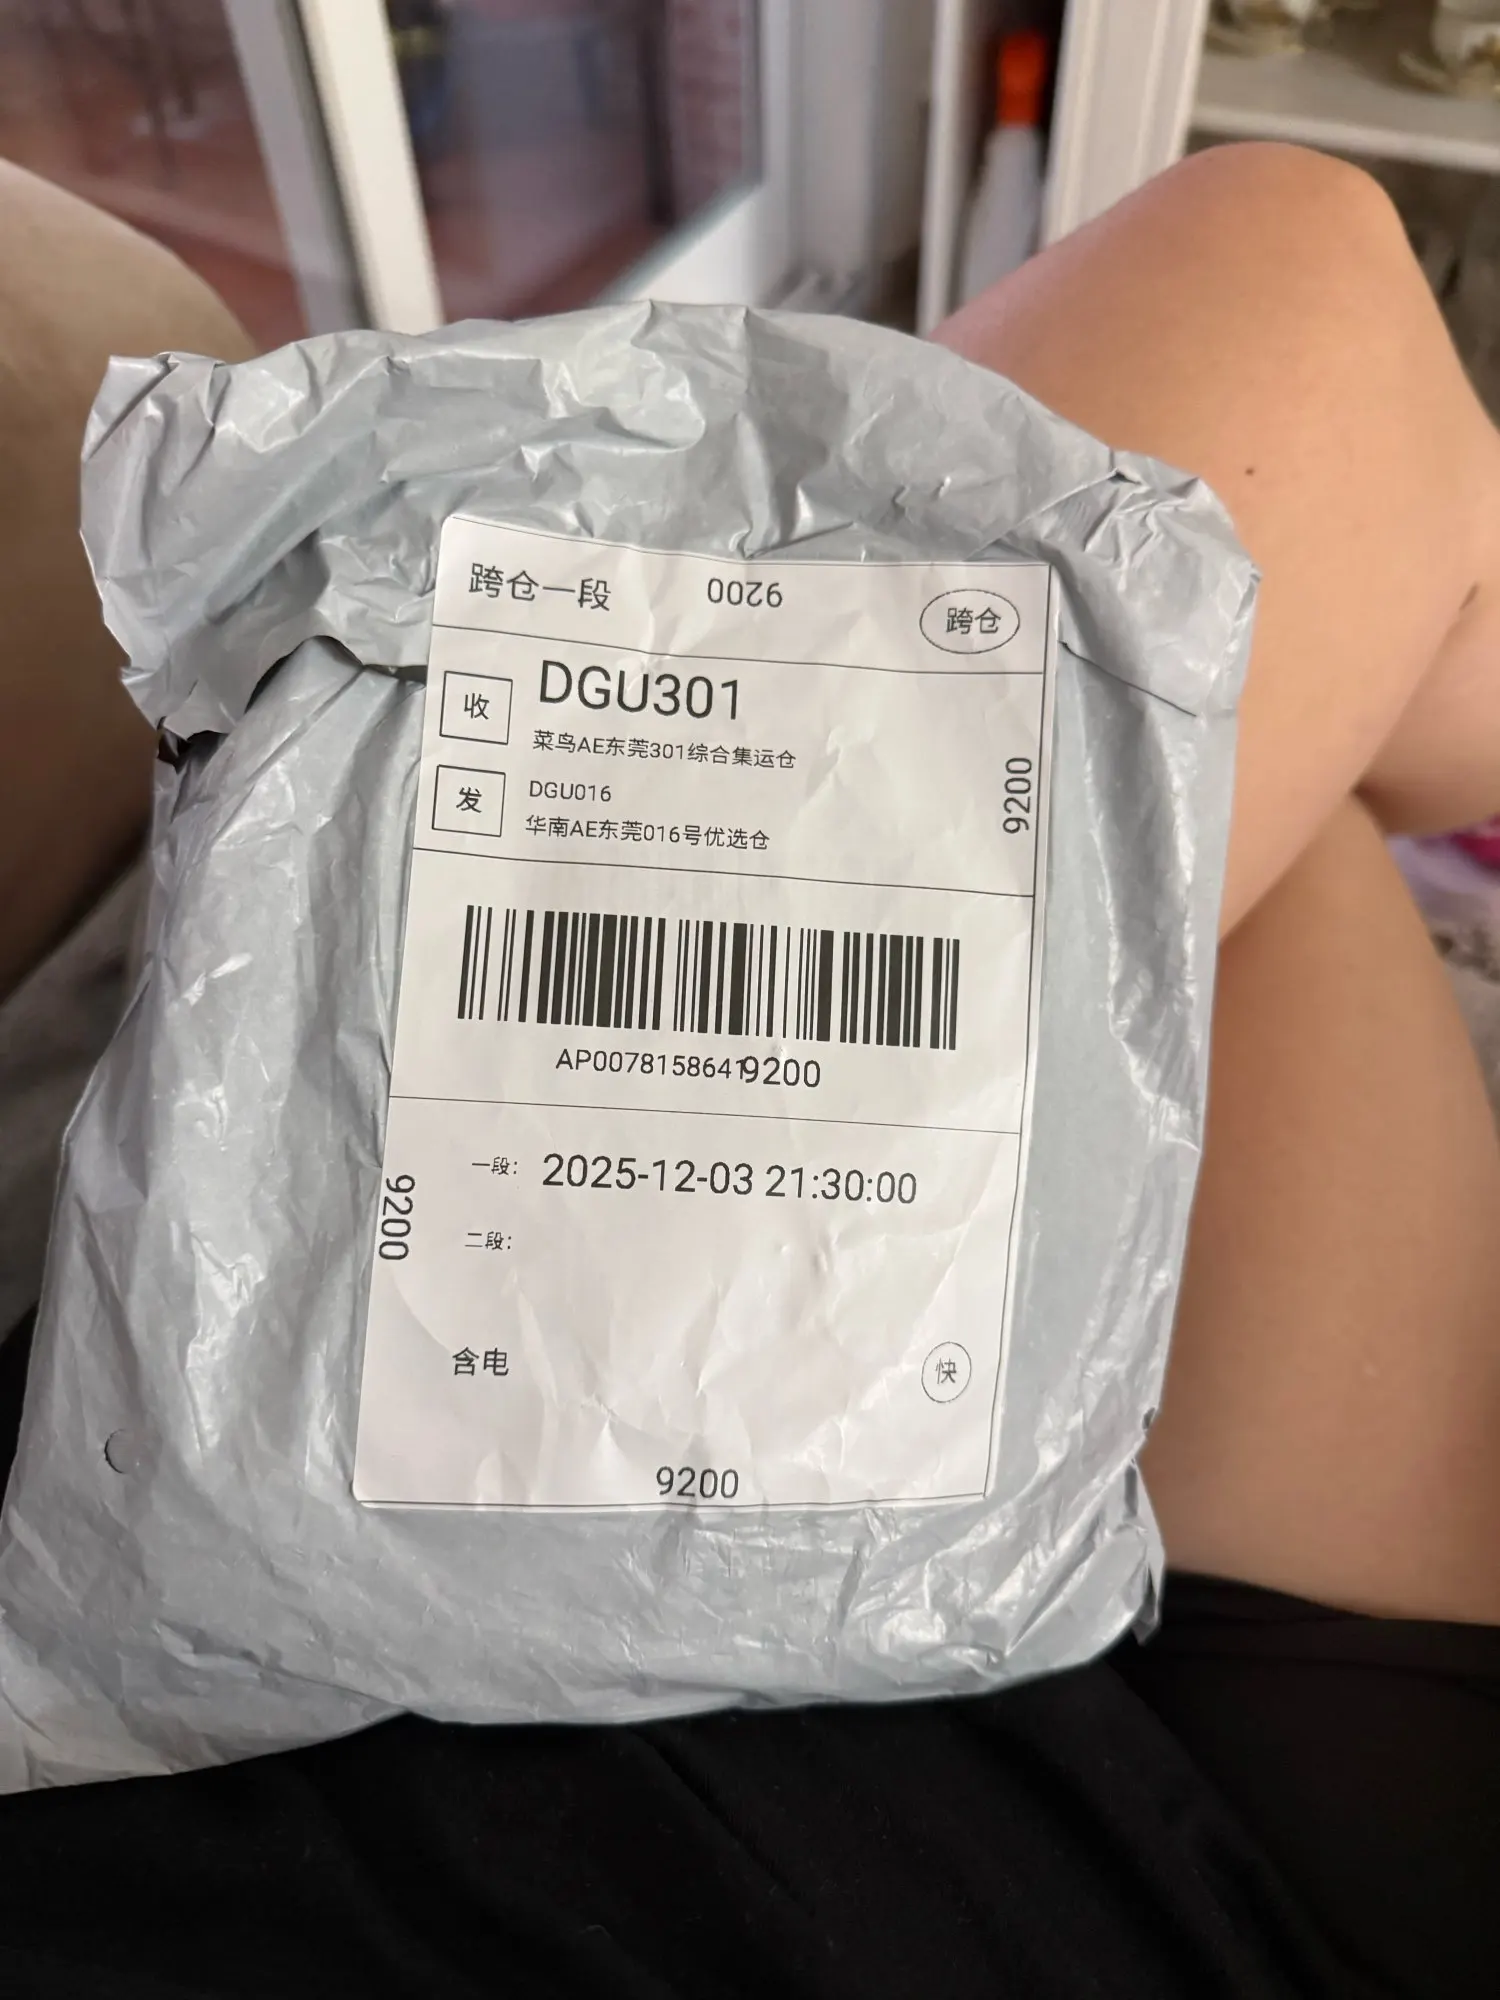 跨仓一段
9200
跨仓
收
DGU301
菜鸟AE东莞301综合集运仓
发
DGU016
华南AE东莞016号优选仓
9200
AP00781586419200
一段: 2025-12-03 21:30:00
9200
二段:
含电
快
9200